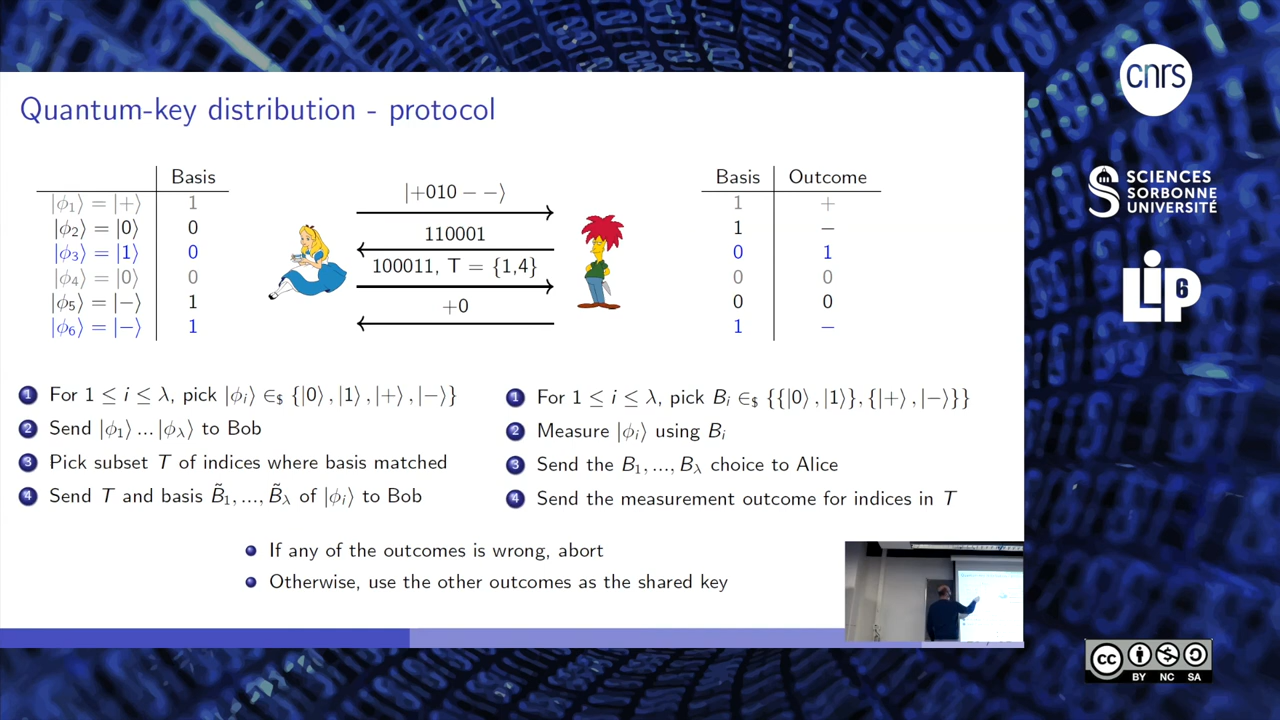 Quantum-key distribution - protocol
Basis
|ϕ₁⟩ = |+⟩ 1
|ϕ₂⟩ = |0⟩ 0
|ϕ₃⟩ = |1⟩ 0
|ϕ₄⟩ = |0⟩ 0
|ϕ₅⟩ = |−⟩ 1
|ϕ₆⟩ = |−⟩ 1
|+010 − −⟩
110001
100011, T = {1,4}
+0
Basis Outcome
1 +
1 −
0 1
0 0
0 0
1 −
1 For 1 ≤ i ≤ λ, pick |ϕᵢ⟩ ∈$ {|0⟩ , |1⟩ , |+⟩ , |−⟩}
2 Send |ϕ₁⟩ ... |ϕλ⟩ to Bob
3 Pick subset T of indices where basis matched
4 Send T and basis B̃₁, ..., B̃λ of |ϕᵢ⟩ to Bob
1 For 1 ≤ i ≤ λ, pick Bᵢ ∈$ {{|0⟩ , |1⟩}, {|+⟩ , |−⟩}}
2 Measure |ϕᵢ⟩ using Bᵢ
3 Send the B₁, ..., Bλ choice to Alice
4 Send the measurement outcome for indices in T
If any of the outcomes is wrong, abort
Otherwise, use the other outcomes as the shared key
cnrs
SCIENCES
SORBONNE
UNIVERSITÉ
LIP6
cc
BY NC SA